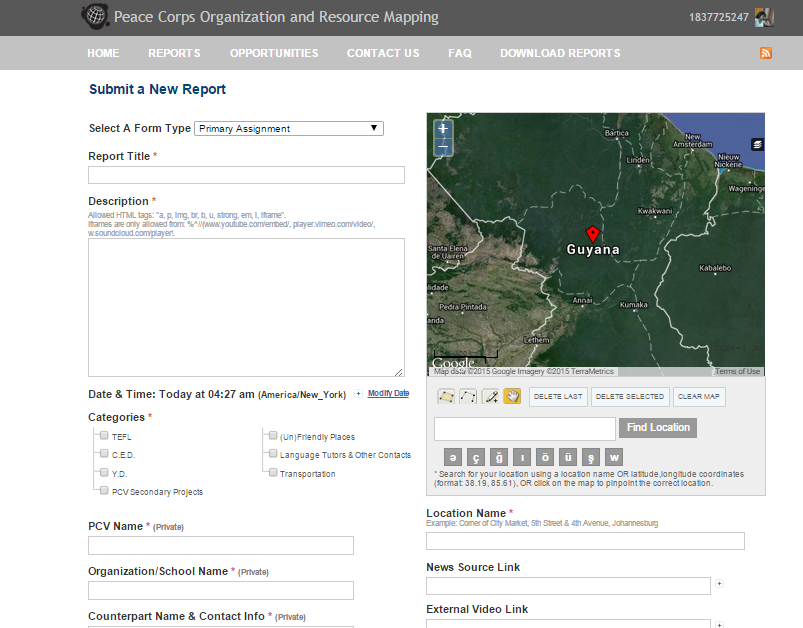 Peace Corps Organization and Resource Mapping
1837725247
HOME REPORTS OPPORTUNITIES CONTACT US FAQ DOWNLOAD REPORTS
Submit a New Report
Select A Form Type Primary Assignment
Report Title *
Description *
Allowed HTML tags: "a, p, img, br, b, u, strong, em, i, iframe".
Iframes are only allowed from: %^//(www.youtube.com/embed/, player.vimeo.com/video/,
w.soundcloud.com/player/.
Date & Time: Today at 04:27 am (America/New_York) Modify Date
Categories *
TEFL
C.E.D.
Y.D.
PCV Secondary Projects
(Un)Friendly Places
Language Tutors & Other Contacts
Transportation
PCV Name * (Private)
Organization/School Name * (Private)
Counterpart Name & Contact Info * (Private)
+
−
Bartica
New
Amsterdam
Linden
Nieuw
Nickerie
Wageninge
Kwakwani
Guyana
Santa Elena
de Uairen
Kabalebo
lidade
Pedra Pintada
Annai
Kumaka
anda
Lethem
Google
Map data ©2015 Google Imagery ©2015 TerraMetrics
Terms of Use
DELETE LAST DELETE SELECTED CLEAR MAP
Find Location
ə ç ğ ı ö ü ş w
* Search for your location using a location name OR latitude,longitude coordinates
(format: 38.19, 85.61), OR click on the map to pinpoint the correct location.
Location Name *
Example: Corner of City Market, 5th Street & 4th Avenue, Johannesburg
News Source Link
External Video Link